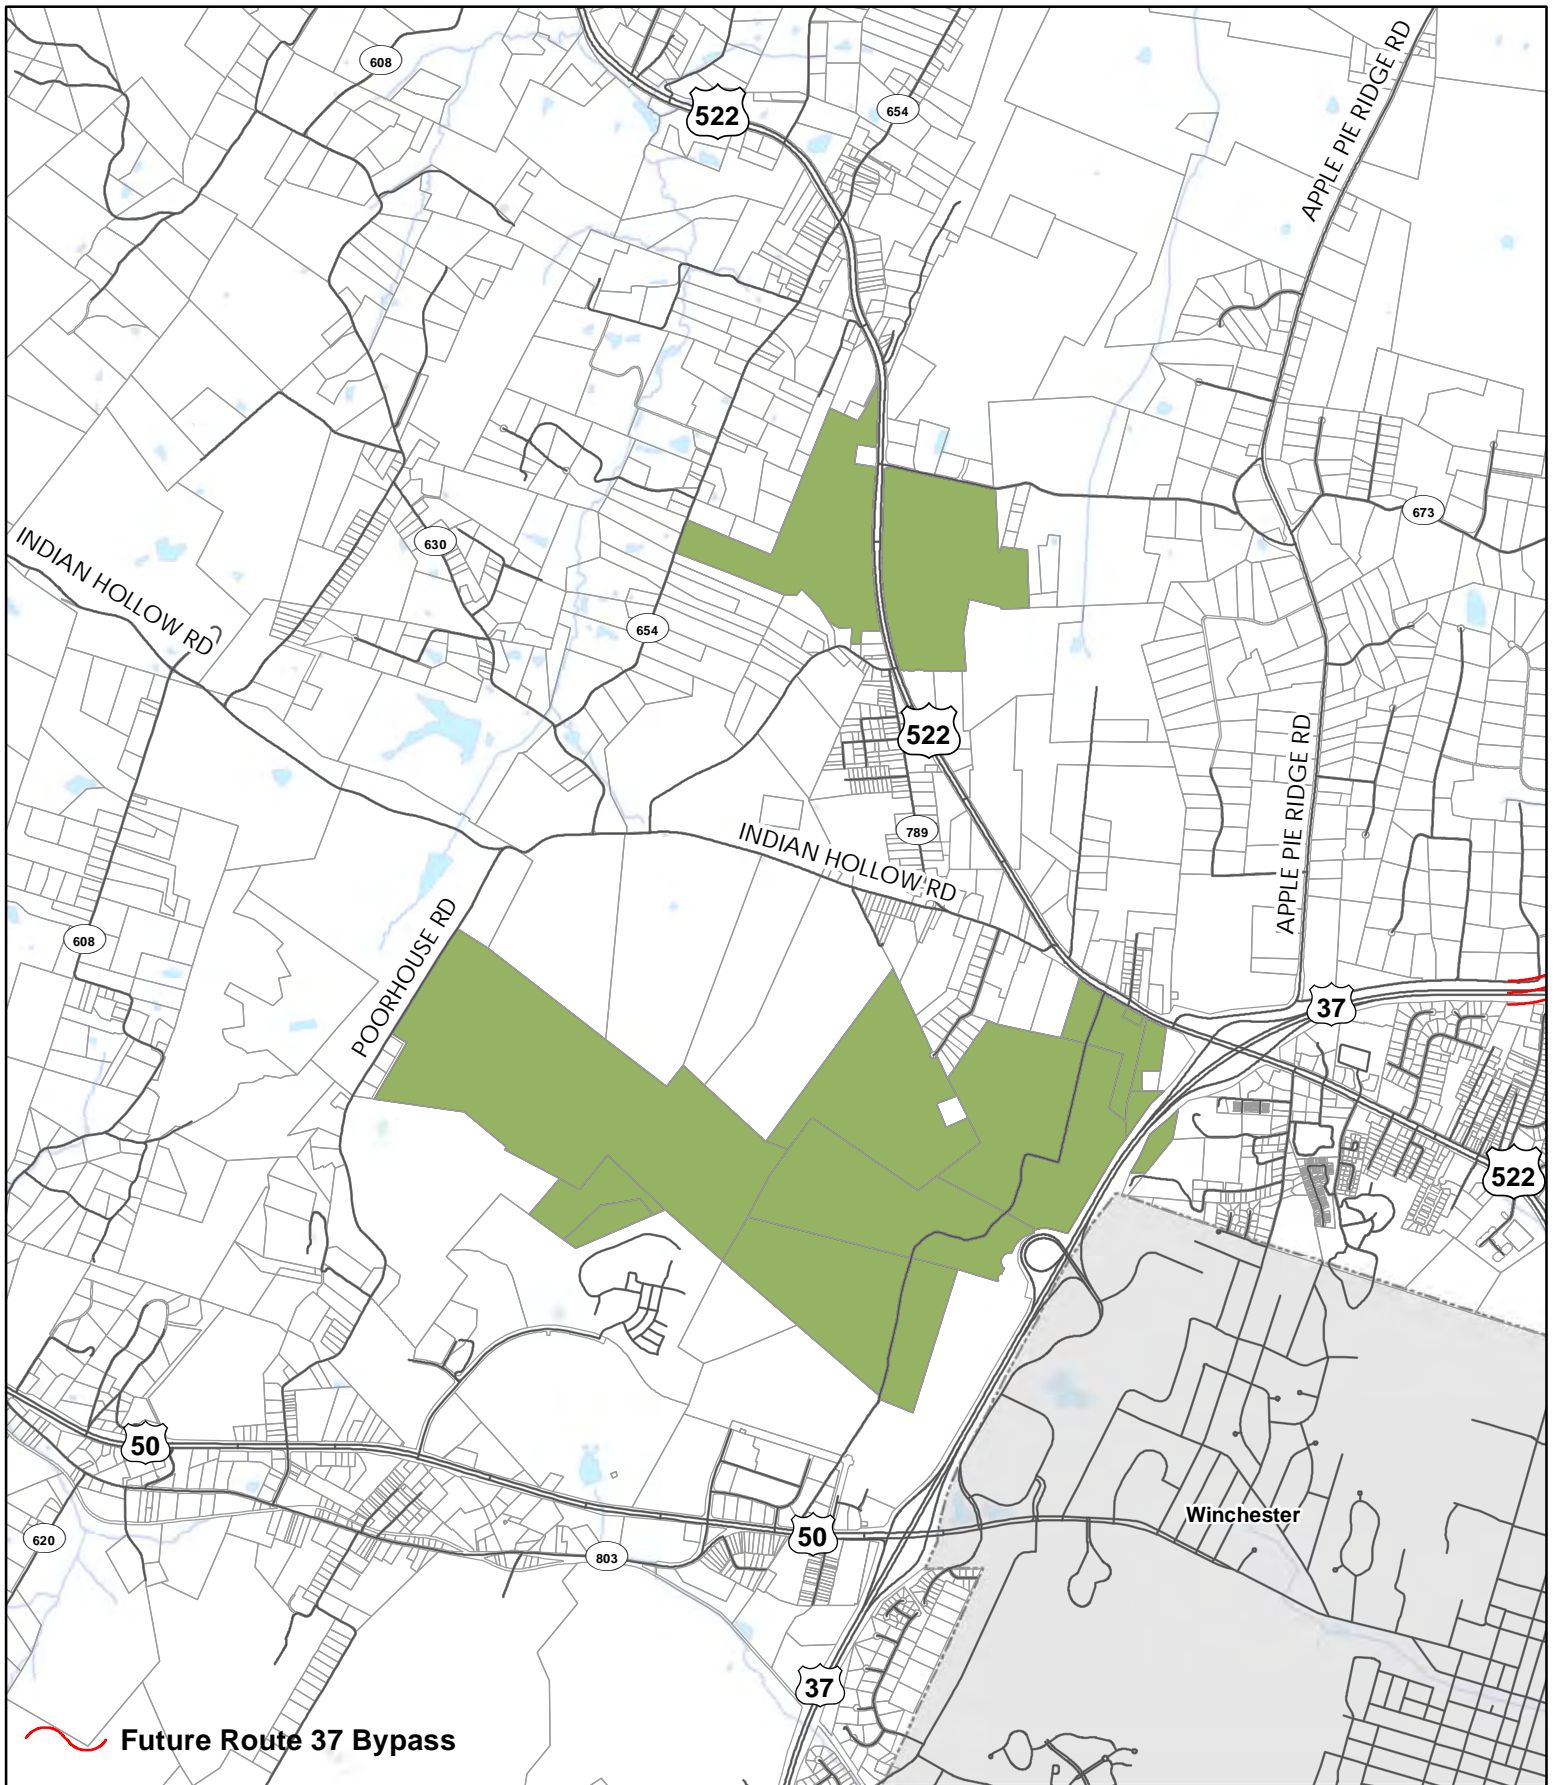 608
522
654
APPLE PIE RIDGE RD
673
630
INDIAN HOLLOW RD
654
522
APPLE PIE RIDGE RD
789
INDIAN HOLLOW RD
608
POORHOUSE RD
37
522
50
Winchester
620
803
50
37
Future Route 37 Bypass